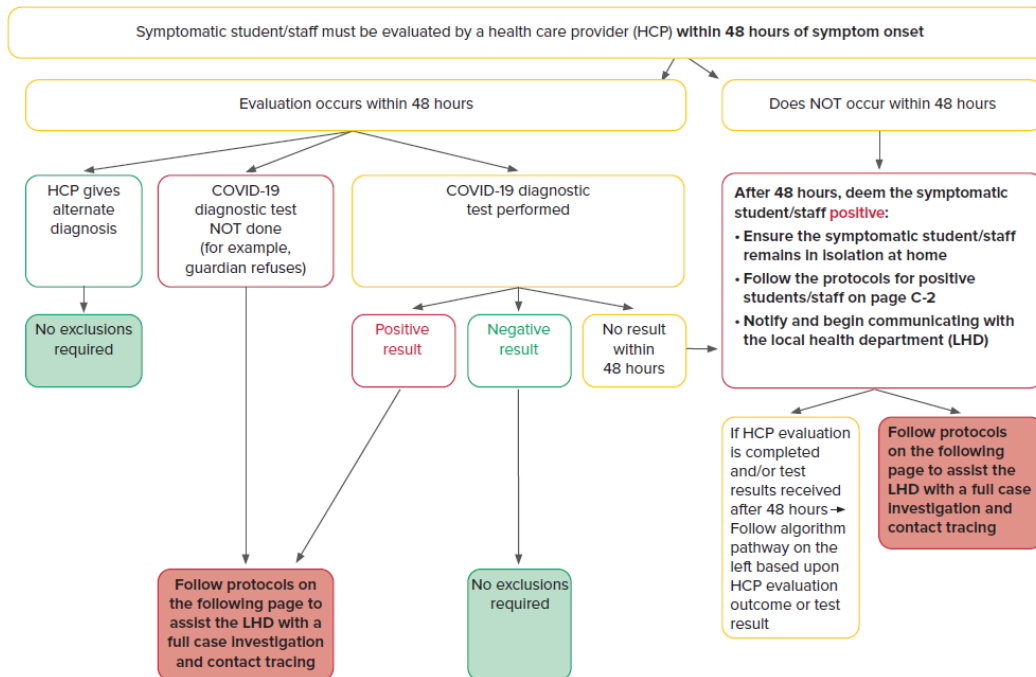 Symptomatic student/staff must be evaluated by a health care provider (HCP) within 48 hours of symptom onset
Evaluation occurs within 48 hours
Does NOT occur within 48 hours
HCP gives
alternate
diagnosis
COVID-19
diagnostic test
NOT done
(for example,
guardian refuses)
COVID-19 diagnostic
test performed
After 48 hours, deem the symptomatic
student/staff positive:
• Ensure the symptomatic student/staff
remains in isolation at home
• Follow the protocols for positive
students/staff on page C-2
• Notify and begin communicating with
the local health department (LHD)
No exclusions
required
Positive
result
Negative
result
No result
within
48 hours
If HCP evaluation
is completed
and/or test
results received
after 48 hours →
Follow algorithm
pathway on the
left based upon
HCP evaluation
outcome or test
result
Follow protocols
on the following
page to assist the
LHD with a full case
investigation and
contact tracing
Follow protocols on
the following page to
assist the LHD with a
full case investigation
and contact tracing
No exclusions
required